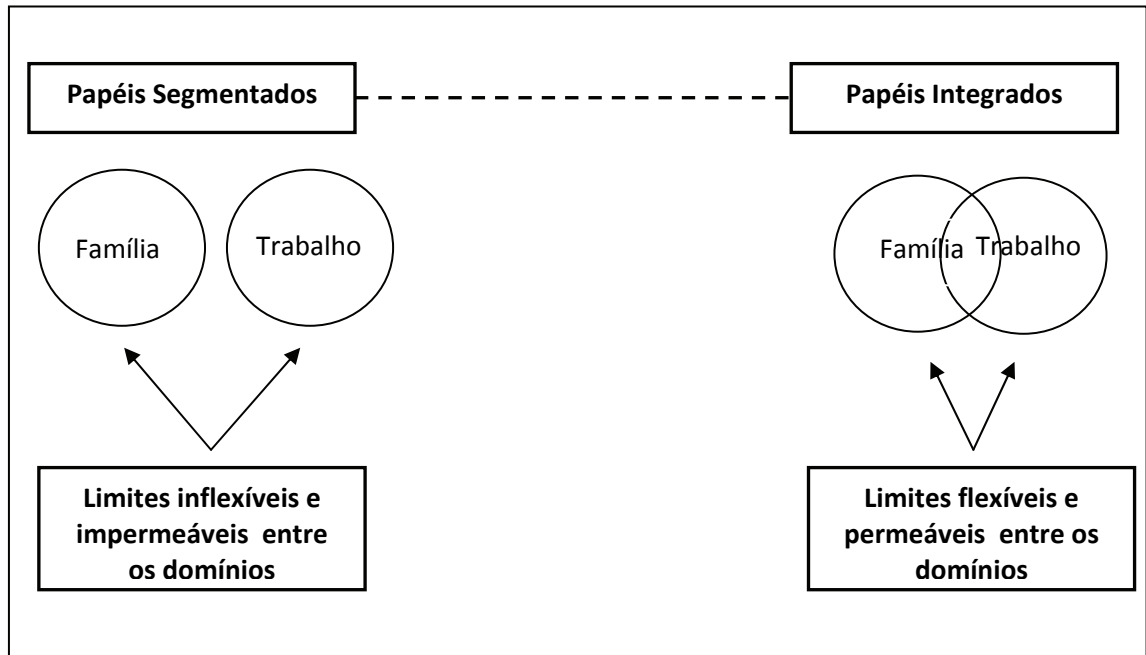 Papéis Segmentados
Papéis Integrados
Família
Trabalho
Família
Trabalho
Limites inflexíveis e
impermeáveis entre
os domínios
Limites flexíveis e
permeáveis entre os
domínios